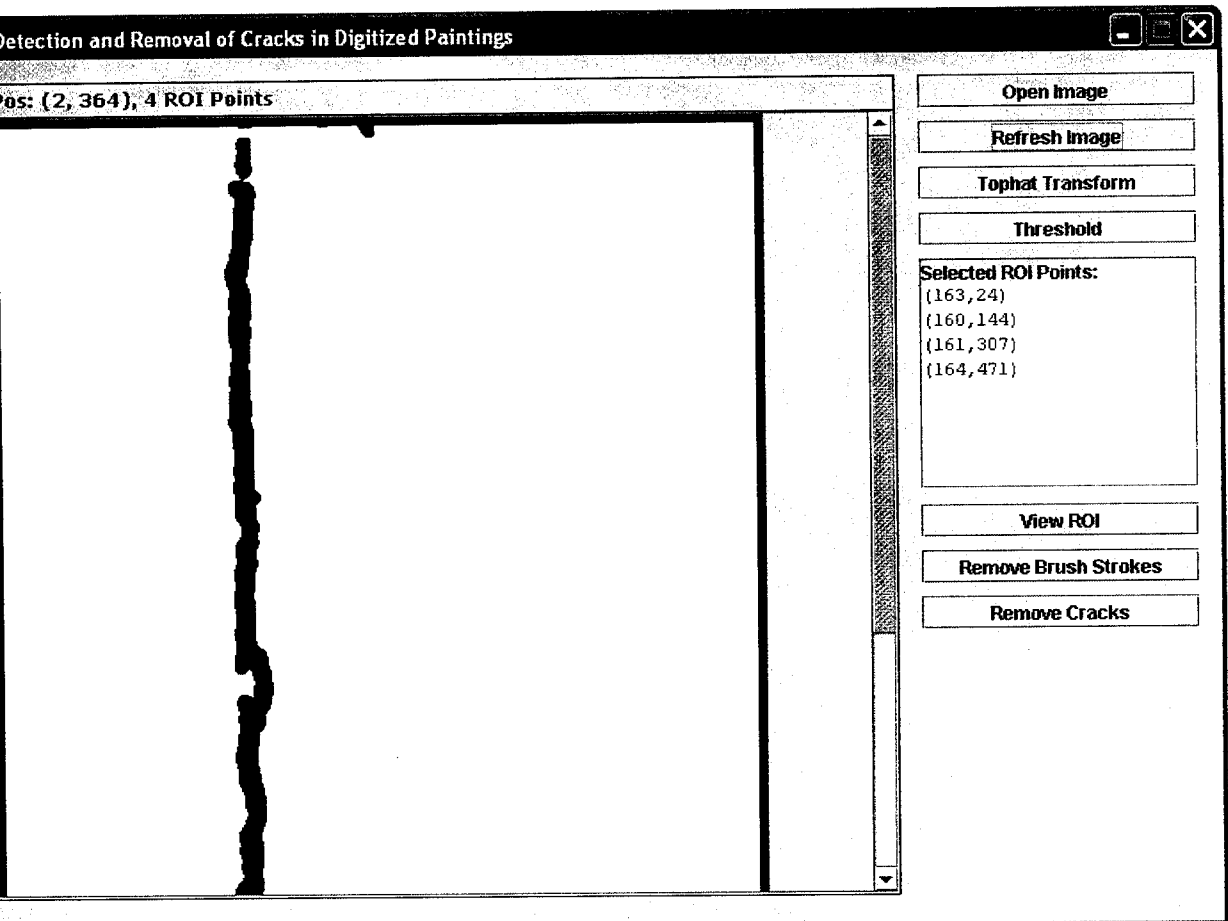 Detection and Removal of Cracks in Digitized Paintings
Pos: (2, 364), 4 ROI Points
Open Image
Refresh Image
Tophat Transform
Threshold
Selected ROI Points:
(163,24)
(160,144)
(161,307)
(164,471)
View ROI
Remove Brush Strokes
Remove Cracks